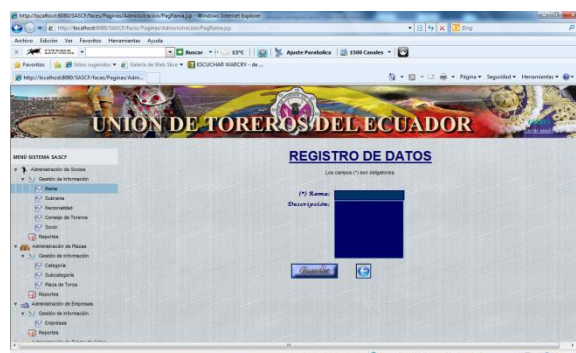 http://localhost:8080/SASCF/faces/Paginas/Administracion/PagRama.jsp - Windows Internet Explorer
http://localhost:8080/SASCF/faces/Paginas/Administracion/PagRama.jsp
Bing
Archivo Edición Ver Favoritos Herramientas Ayuda
Buscar 13°C Ajuste Parabolica 1500 Canales
Favoritos Sitios sugeridos Galería de Web Slice ESCUCHAR WARCRY - de ...
http://localhost:8080/SASCF/faces/Paginas/Adm...
Página Seguridad Herramientas
UNION DE TOREROS DEL ECUADOR
MENÚ SISTEMA SASCF
REGISTRO DE DATOS
Los campos (*) son obligatorios.
Administración de Socios
Gestión de Información
Rama
Subrama
Nacionalidad
Consejo de Toreros
Socio
Reportes
(*) Rama:
Descripción:
Guardar
Administración de Plazas
Gestión de Información
Categoría
Subcategoría
Plaza de Toros
Reportes
Administración de Empresas
Gestión de Información
Empresas
Reportes